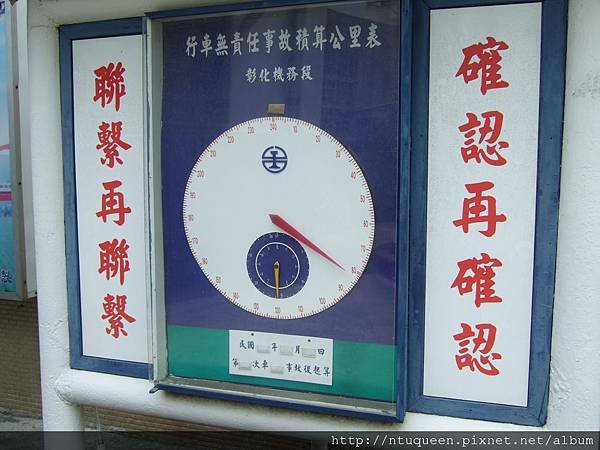 行車無責任事故積算公里表
彰化機務段
聯繫再聯繫
確認再確認
民國 年 月 日
第 次車 事故後起算
http://ntuqueen.pixnet.net/album